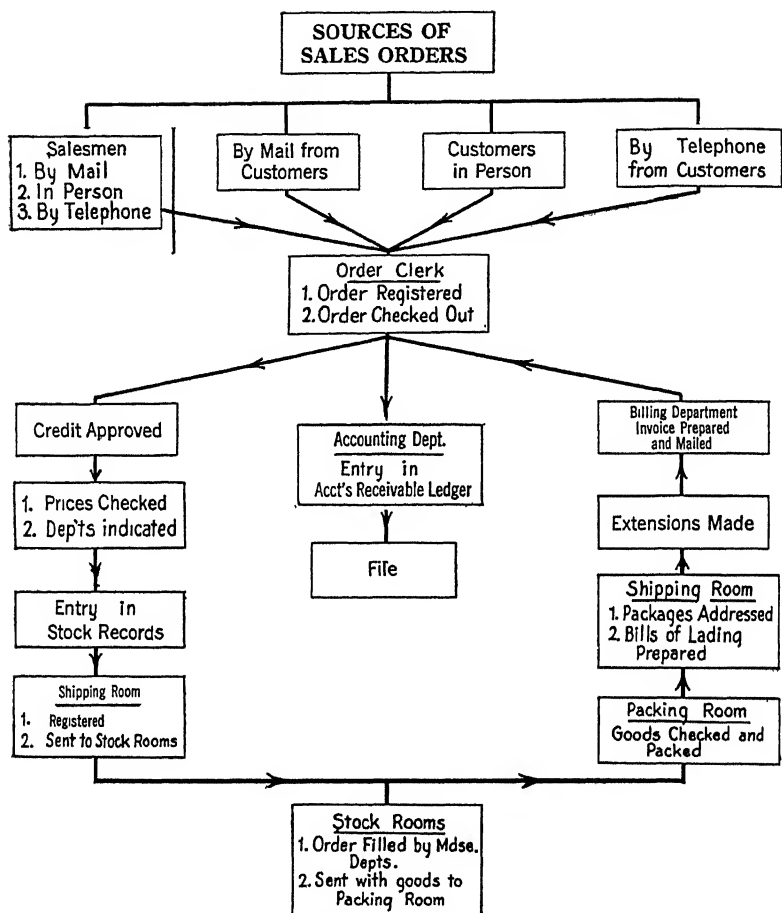 SOURCES OF
SALES ORDERS
Salesmen
1. By Mail
2. In Person
3. By Telephone
By Mail from
Customers
Customers
in Person
By Telephone
from Customers
Order Clerk
1. Order Registered
2. Order Checked Out
Credit Approved
1. Prices Checked
2. Dep'ts indicated
Entry in
Stock Records
Shipping Room
1. Registered
2. Sent to Stock Rooms
Accounting Dept.
Entry in
Acct's Receivable Ledger
File
Billing Department
Invoice Prepared
and Mailed
Extensions Made
Shipping Room
1. Packages Addressed
2. Bills of Lading
Prepared
Packing Room
Goods Checked and
Packed
Stock Rooms
1. Order Filled by Mdse.
Depts.
2. Sent with goods to
Packing Room